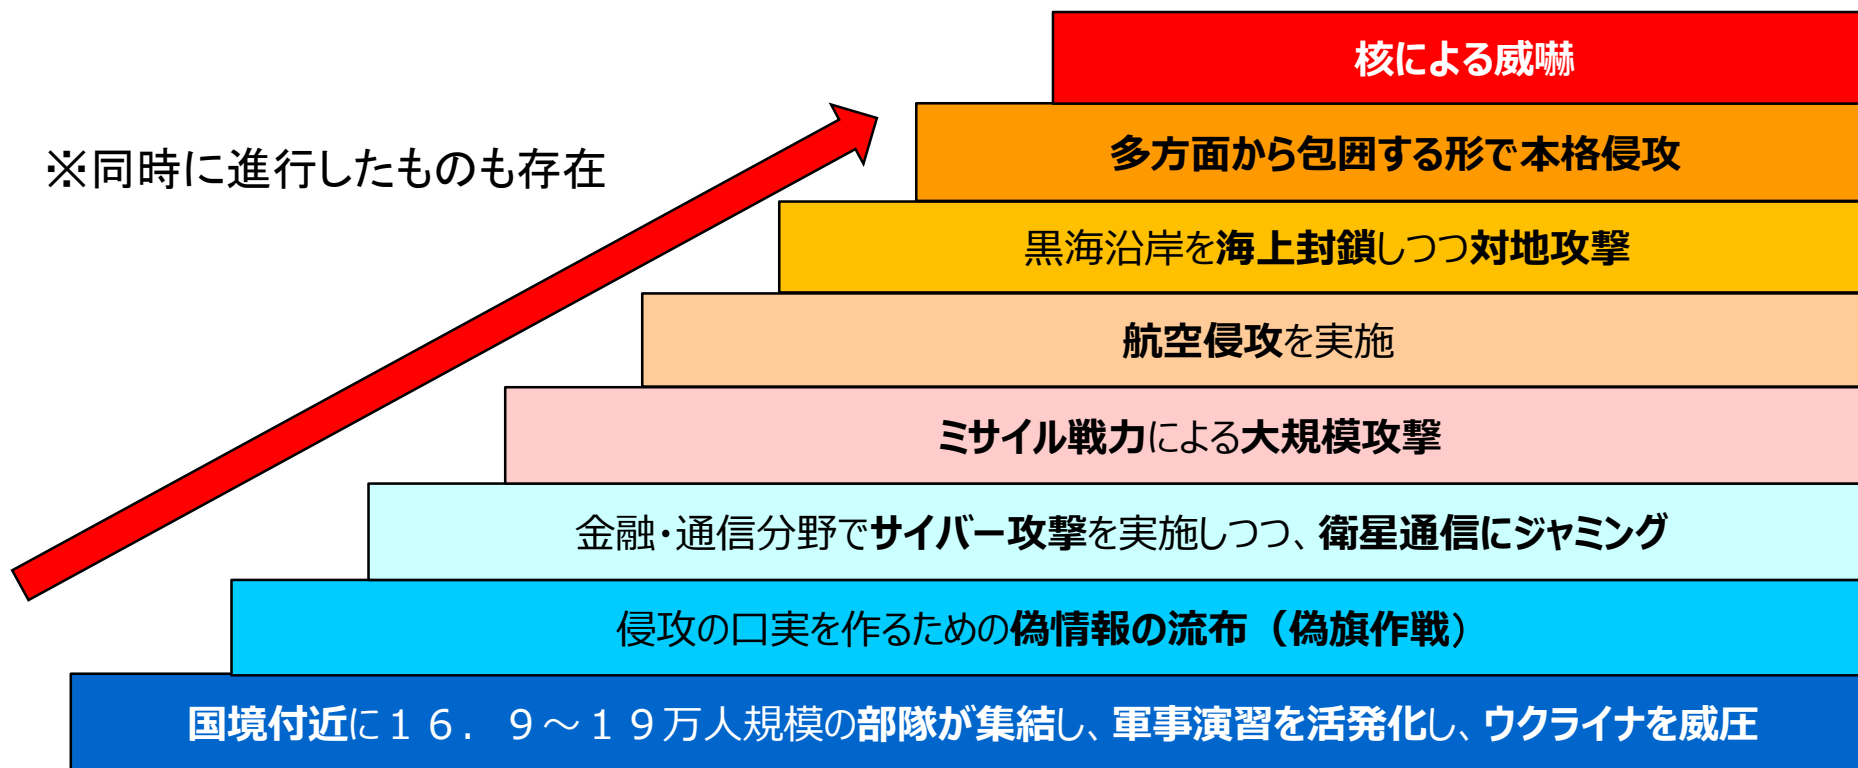 核による威嚇
※同時に進行したものも存在
多方面から包囲する形で本格侵攻
黒海沿岸を海上封鎖しつつ対地攻撃
航空侵攻を実施
ミサイル戦力による大規模攻撃
金融・通信分野でサイバー攻撃を実施しつつ、衛星通信にジャミング
侵攻の口実を作るための偽情報の流布（偽旗作戦）
国境付近に１６．９～１９万人規模の部隊が集結し、軍事演習を活発化し、ウクライナを威圧